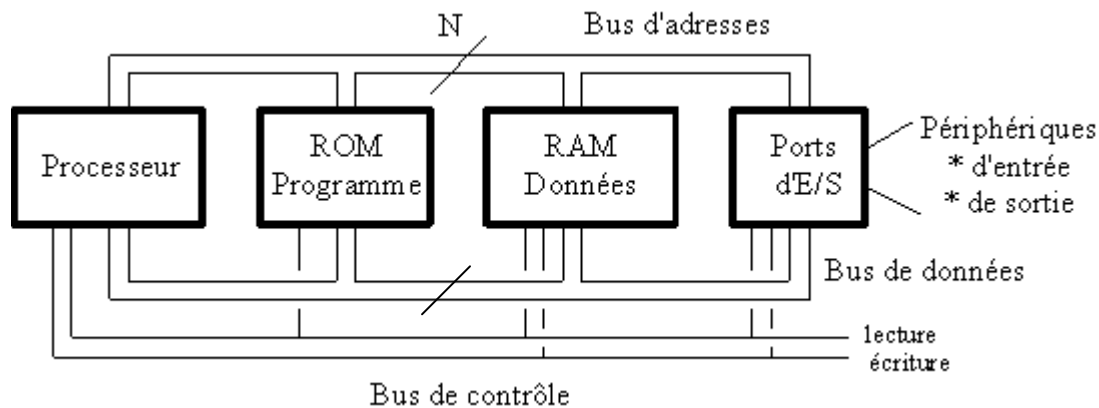 N
Bus d'adresses
Processeur
ROM
Programme
RAM
Données
Ports
d'E/S
Périphériques
* d'entrée
* de sortie
Bus de données
lecture
écriture
Bus de contrôle